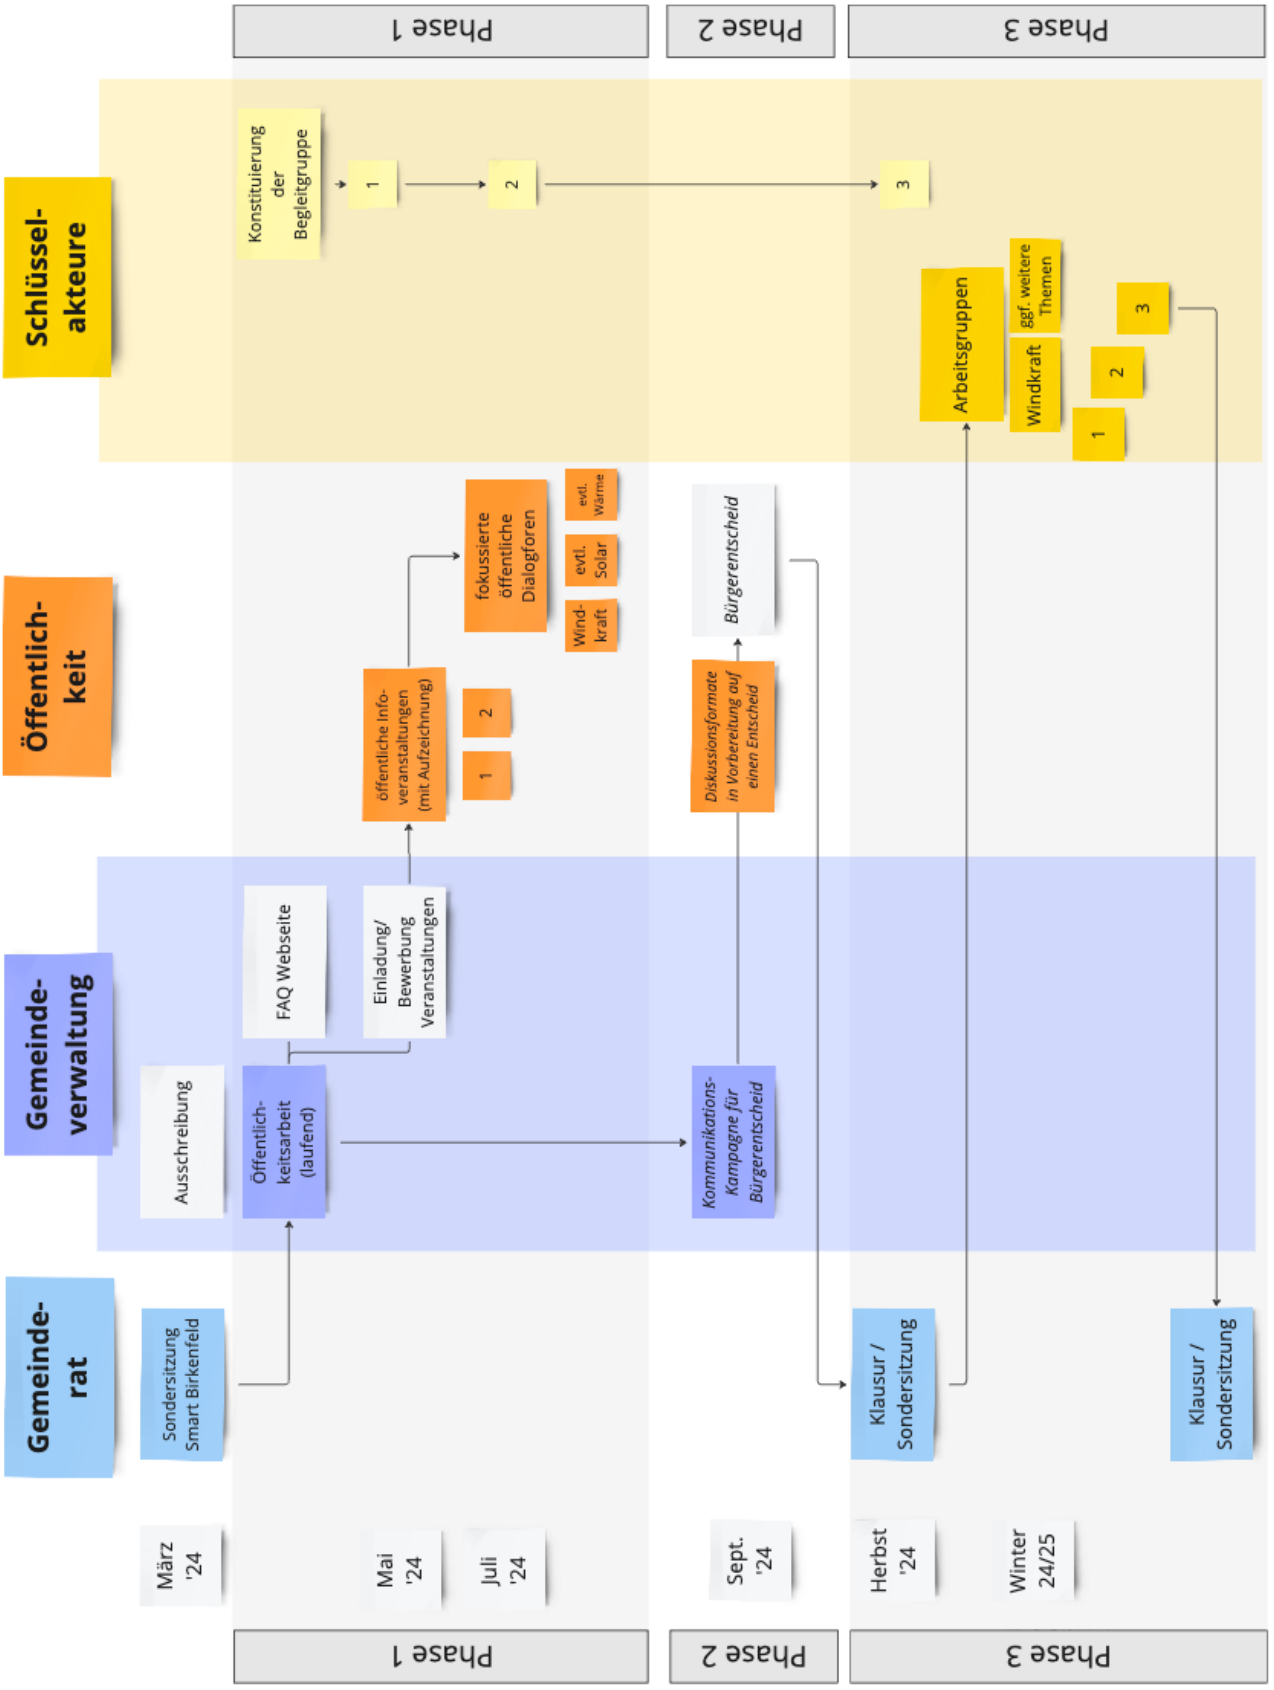 Gemeinde-
rat
Gemeinde-
verwaltung
Öffentlich-
keit
Schlüssel-
akteure
März
'24
Sondersitzung
Smart Birkenfeld
Ausschreibung
Phase 1
Phase 1
Öffentlich-
keitsarbeit
(laufend)
FAQ Webseite
Konstituierung
der
Begleitgruppe
Mai
'24
Einladung/
Bewerbung
Veranstaltungen
öffentliche Info-
veranstaltungen
(mit Aufzeichnung)
1
2
1
Juli
'24
fokussierte
öffentliche
Dialogforen
Wind-
kraft
evtl.
Solar
evtl.
Wärme
2
Phase 2
Phase 2
Sept.
'24
Kommunikations-
Kampagne für
Bürgerentscheid
Diskussionsformate
in Vorbereitung auf
einen Entscheid
Bürgerentscheid
Phase 3
Phase 3
Herbst
'24
Klausur /
Sondersitzung
3
Arbeitsgruppen
Windkraft
ggf. weitere
Themen
1
2
3
Winter
24/25
Klausur /
Sondersitzung